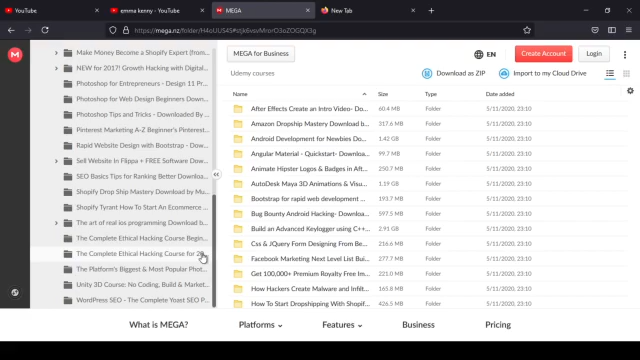 YouTube
emma kenny - YouTube
MEGA
New Tab
https://mega.nz/folder/
Make Money Become a Shopify Expert (from...
NEW for 2017! Growth Hacking with Digital...
Photoshop for Entrepreneurs - Design 11 Pr...
Photoshop for Web Design Beginners Down...
Photoshop Tips and Tricks - Downloaded By ...
Pinterest Marketing A-Z Beginner's Pinterest...
Rapid Website Design with Bootstrap - Dow...
Sell Website In Flippa + FREE Software Dow...
SEO Basics Tips for Ranking Better Downloa...
Shopify Drop Ship Mastery Download by Mu...
Shopify Tyrant How To Start An Ecommerce ...
The art of real ios programming Download b...
The Complete Ethical Hacking Course Begin...
The Complete Ethical Hacking Course for 20
The Platform's Biggest & Most Popular Phot...
Unity 3D Course: No Coding, Build & Market...
WordPress SEO - The Complete Yoast SEO P...
MEGA for Business
EN
Create Account
Login
Udemy courses
Download as ZIP
Import to my Cloud Drive
Name Size Type Date added
After Effects Create an Intro Video- Do... 60.4 MB Folder 5/11/2020, 23:10
Amazon Dropship Mastery Download b... 317.6 MB Folder 5/11/2020, 23:10
Android Development for Newbies Do... 1.42 GB Folder 5/11/2020, 23:10
Angular Material - Quickstart- Downloa... 99.7 MB Folder 5/11/2020, 23:10
Animate Hipster Logos & Badges in Aft... 250.7 MB Folder 5/11/2020, 23:10
AutoDesk Maya 3D Animations & Visua... 1.19 GB Folder 5/11/2020, 23:10
Bootstrap for rapid web development ... 193.7 MB Folder 5/11/2020, 23:10
Bug Bounty Android Hacking - Downlo... 597.5 MB Folder 5/11/2020, 23:10
Build an Advanced Keylogger using C++... 2.91 GB Folder 5/11/2020, 23:10
Css & JQuery Form Designing From Be... 216.6 MB Folder 5/11/2020, 23:10
Facebook Marketing Next Level List Bui... 277.2 MB Folder 5/11/2020, 23:10
Get 100,000+ Premium Royalty Free Im... 234.8 MB Folder 5/11/2020, 23:10
How Hackers Create Malware and Infilt... 165.8 MB Folder 5/11/2020, 23:10
How To Start Dropshipping With Shopif... 426.5 MB Folder 5/11/2020, 23:10
What is MEGA?
Platforms
Features
Business
Pricing